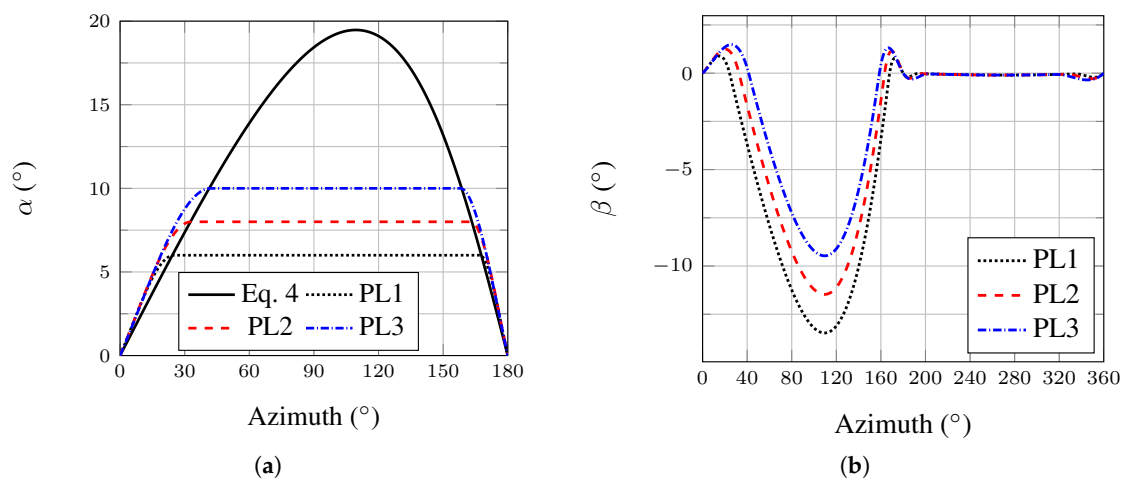 20
15
10
5
0
0 30 60 90 120 150 180
α (°)
Azimuth (°)
Eq. 4 PL1
PL2 PL3
(a)
0
−5
−10
0 40 80 120 160 200 240 280 320 360
β (°)
Azimuth (°)
PL1
PL2
PL3
(b)